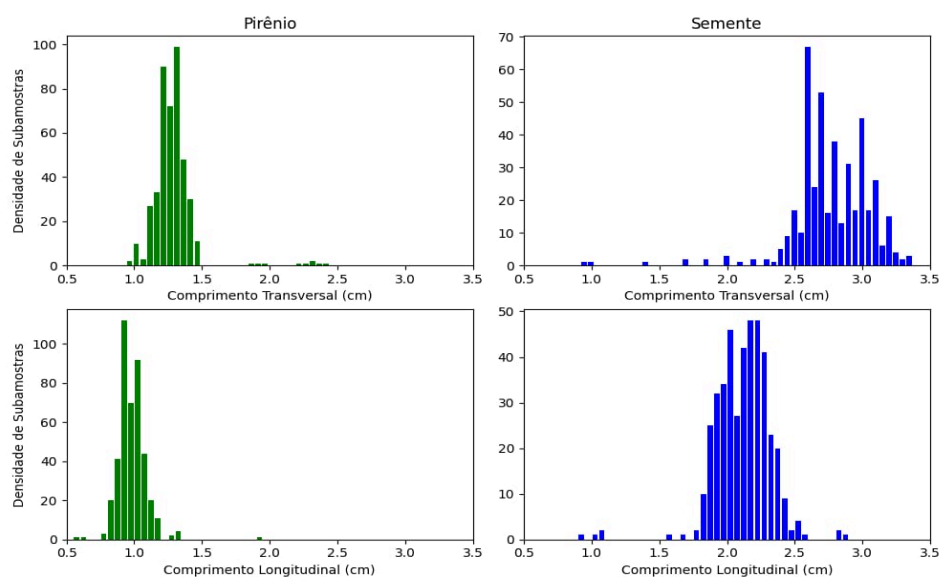 Pirênio
Semente
Densidade de Subamostras
100
80
60
40
20
0
0.5 1.0 1.5 2.0 2.5 3.0 3.5
Comprimento Transversal (cm)
70
60
50
40
30
20
10
0
0.5 1.0 1.5 2.0 2.5 3.0 3.5
Comprimento Transversal (cm)
Densidade de Subamostras
100
80
60
40
20
0
0.5 1.0 1.5 2.0 2.5 3.0 3.5
Comprimento Longitudinal (cm)
50
40
30
20
10
0
0.5 1.0 1.5 2.0 2.5 3.0 3.5
Comprimento Longitudinal (cm)